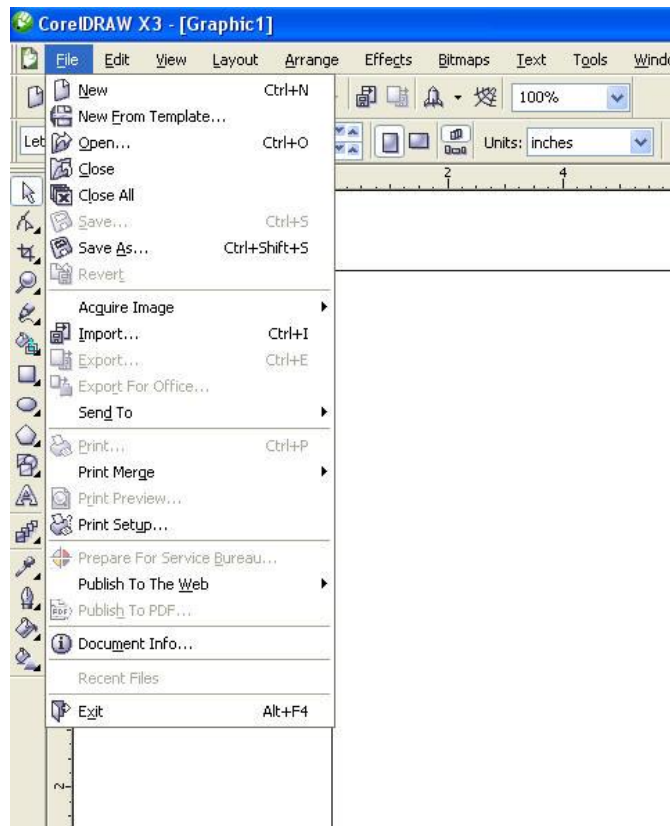 CorelDRAW X3 - [Graphic1]
File Edit View Layout Arrange Effects Bitmaps Text Tools Windo
100%
Let
Units: inches
New Ctrl+N
New From Template...
Open... Ctrl+O
Close
Close All
Save... Ctrl+S
Save As... Ctrl+Shift+S
Revert
Acquire Image
Import... Ctrl+I
Export... Ctrl+E
Export For Office...
Send To
Print... Ctrl+P
Print Merge
Print Preview...
Print Setup...
Prepare For Service Bureau...
Publish To The Web
Publish To PDF...
Document Info...
Recent Files
Exit Alt+F4
2 4
2